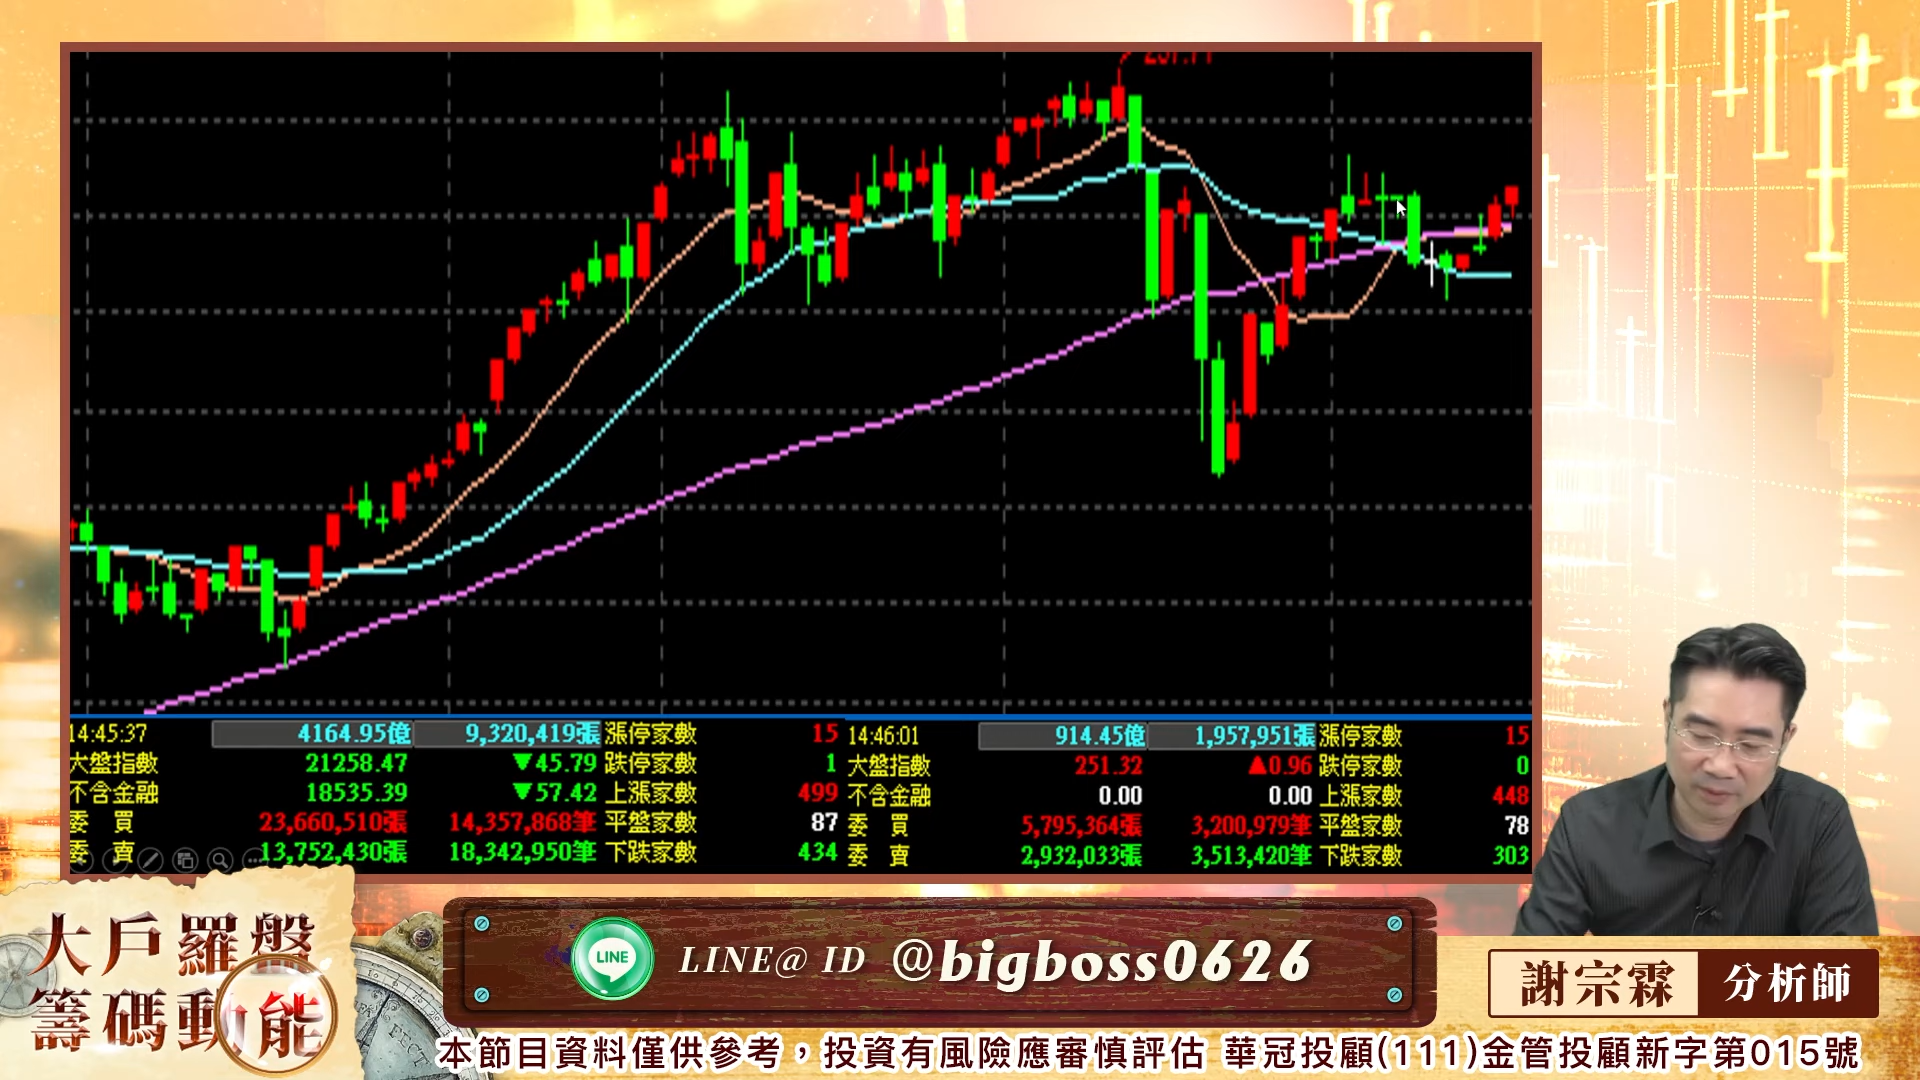 14:45:37 4164.95億 9,320,419張 漲停家數 15
大盤指數 21258.47 ▼45.79 跌停家數 1
不含金融 18535.39 ▼57.42 上漲家數 499
委 買 23,660,510張 14,357,868筆 平盤家數 87
委 賣 13,752,430張 18,342,950筆 下跌家數 434
14:46:01 914.45億 1,957,951張 漲停家數 15
大盤指數 251.32 ▲0.96 跌停家數 0
不含金融 0.00 0.00 上漲家數 448
委 買 5,795,364張 3,200,979筆 平盤家數 78
委 賣 2,932,033張 3,513,420筆 下跌家數 303
大戶羅盤
籌碼動能
LINE LINE@ ID @bigboss0626
謝宗霖 分析師
本節目資料僅供參考，投資有風險應審慎評估 華冠投顧(111)金管投顧新字第015號